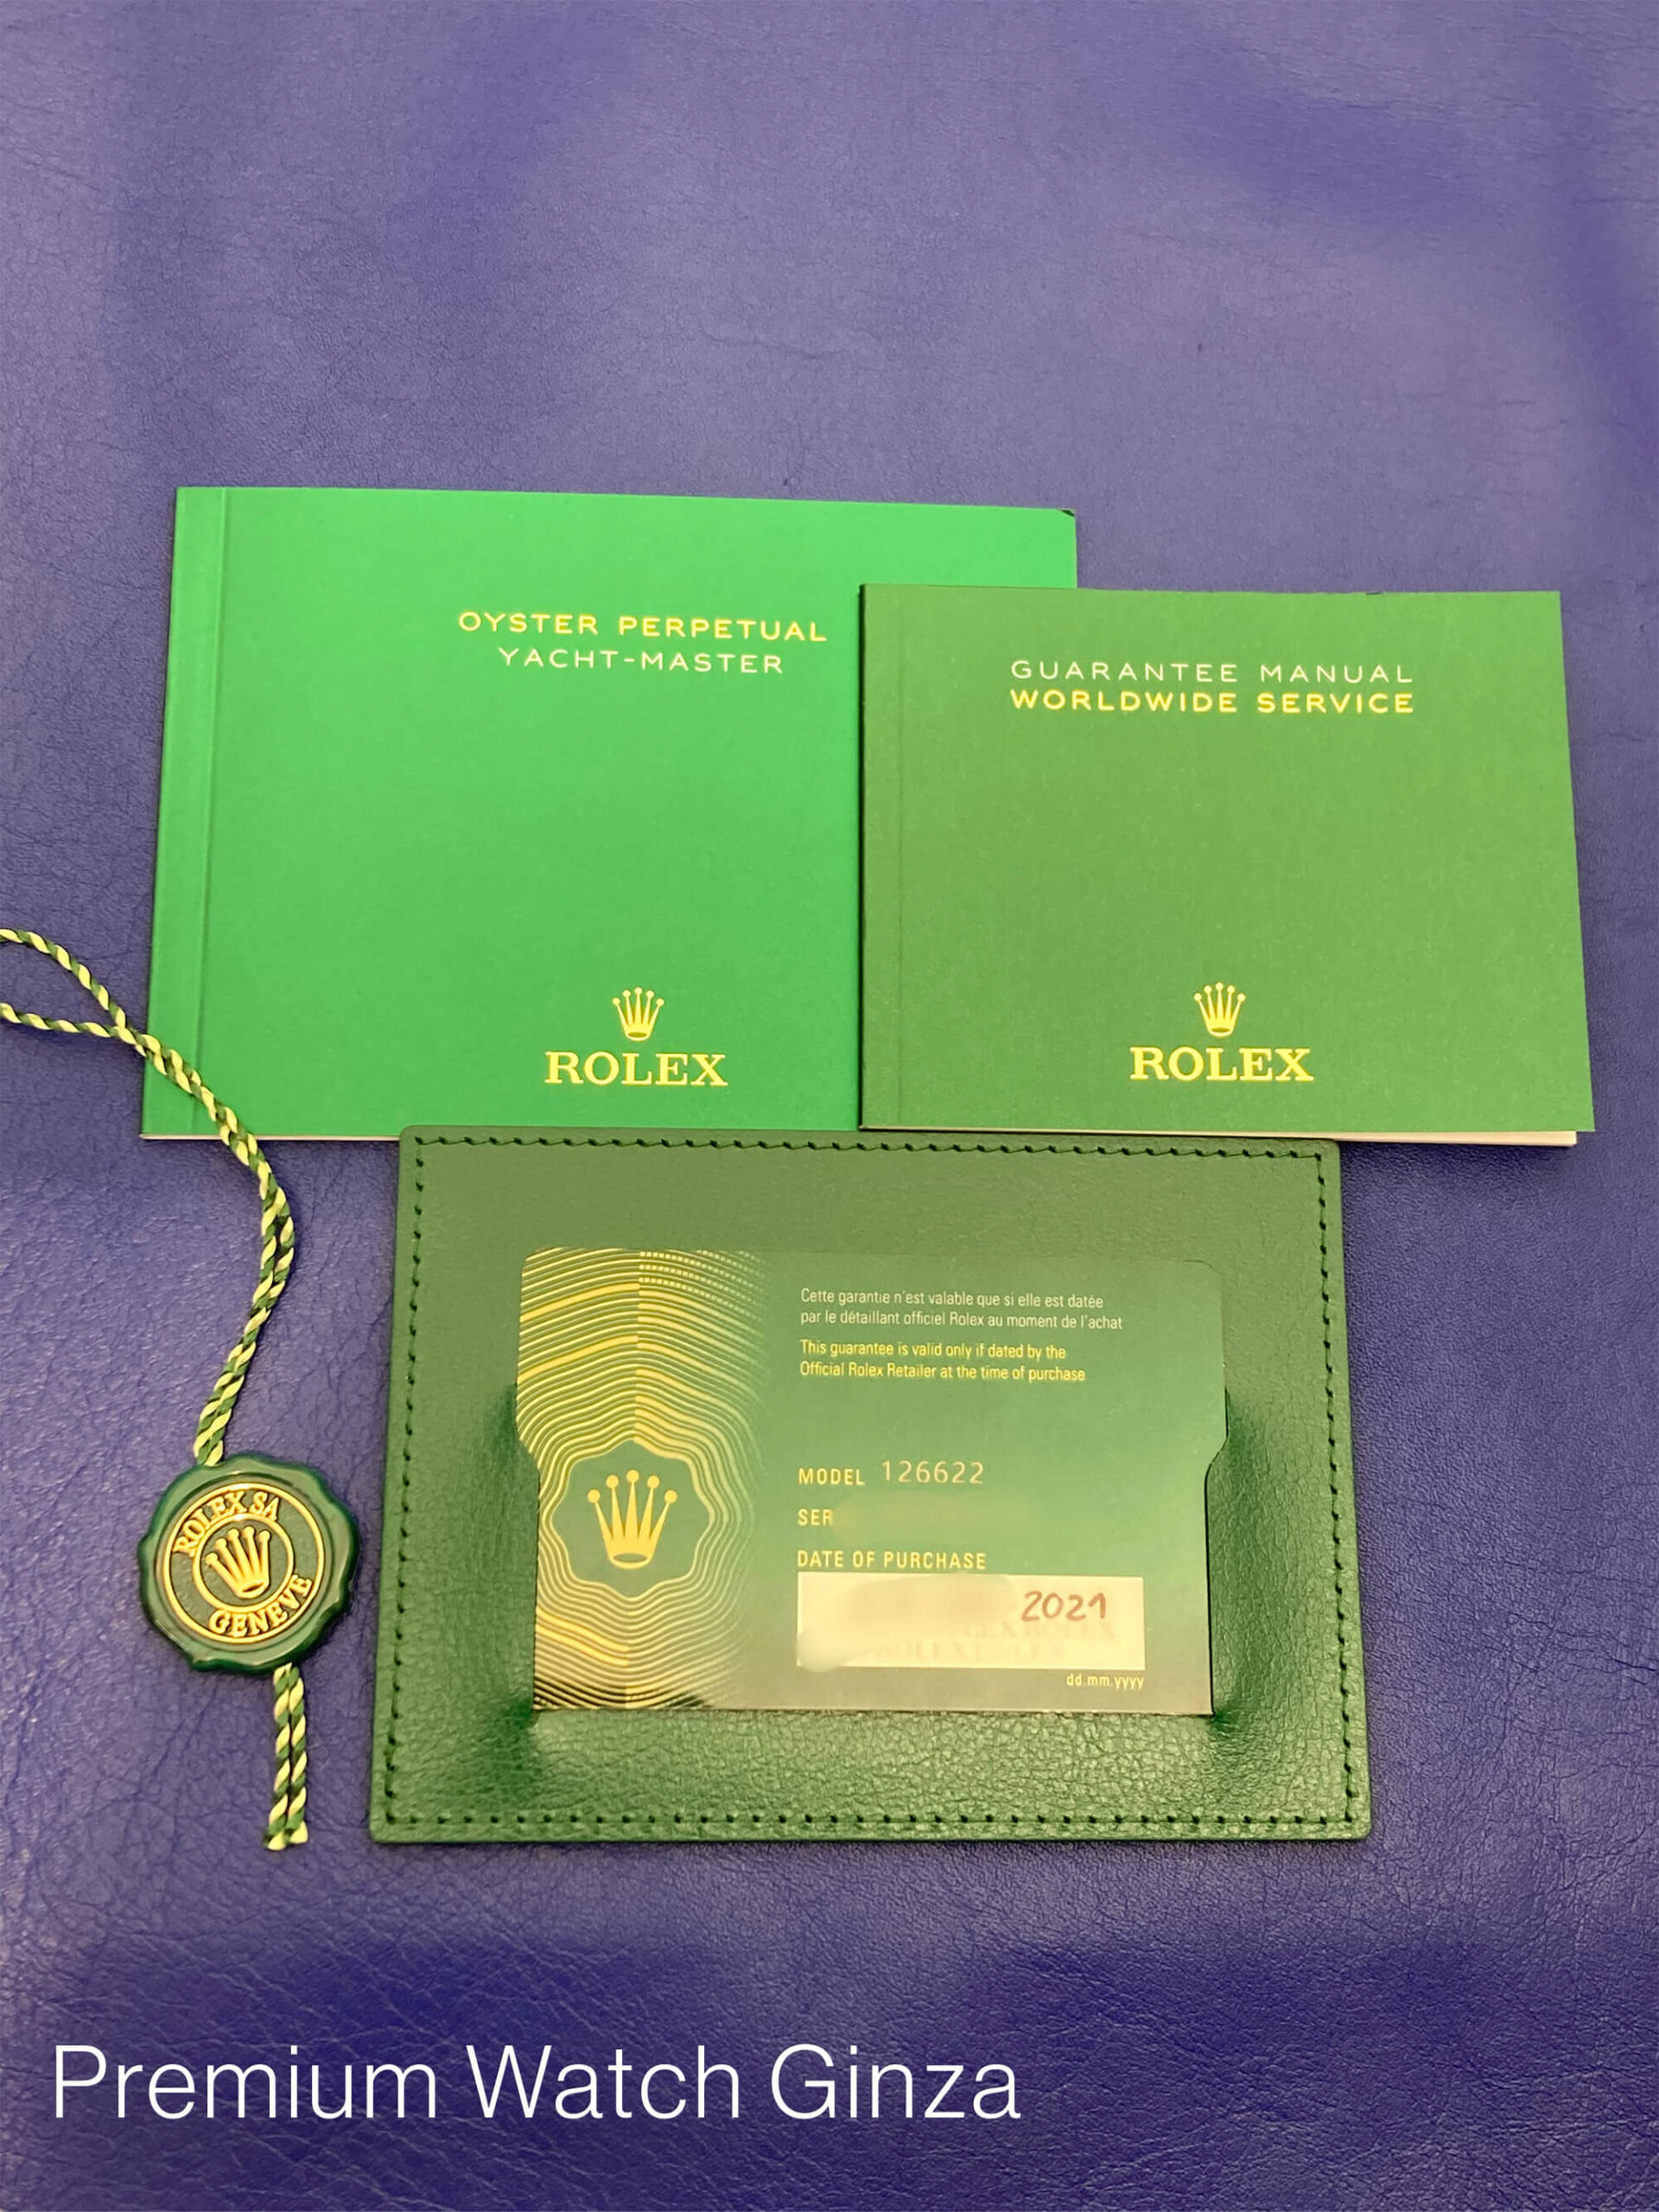 OYSTER PERPETUAL
YACHT-MASTER
ROLEX
GUARANTEE MANUAL
WORLDWIDE SERVICE
ROLEX
ROLEX SA
GENEVE
Cette garantie n'est valable que si elle est datée
par le détaillant officiel Rolex au moment de l'achat
This guarantee is valid only if dated by the
Official Rolex Retailer at the time of purchase
MODEL 126622
SER
DATE OF PURCHASE
2021
ROLEX
ROLEX
dd.mm.yyyy
Premium Watch Ginza